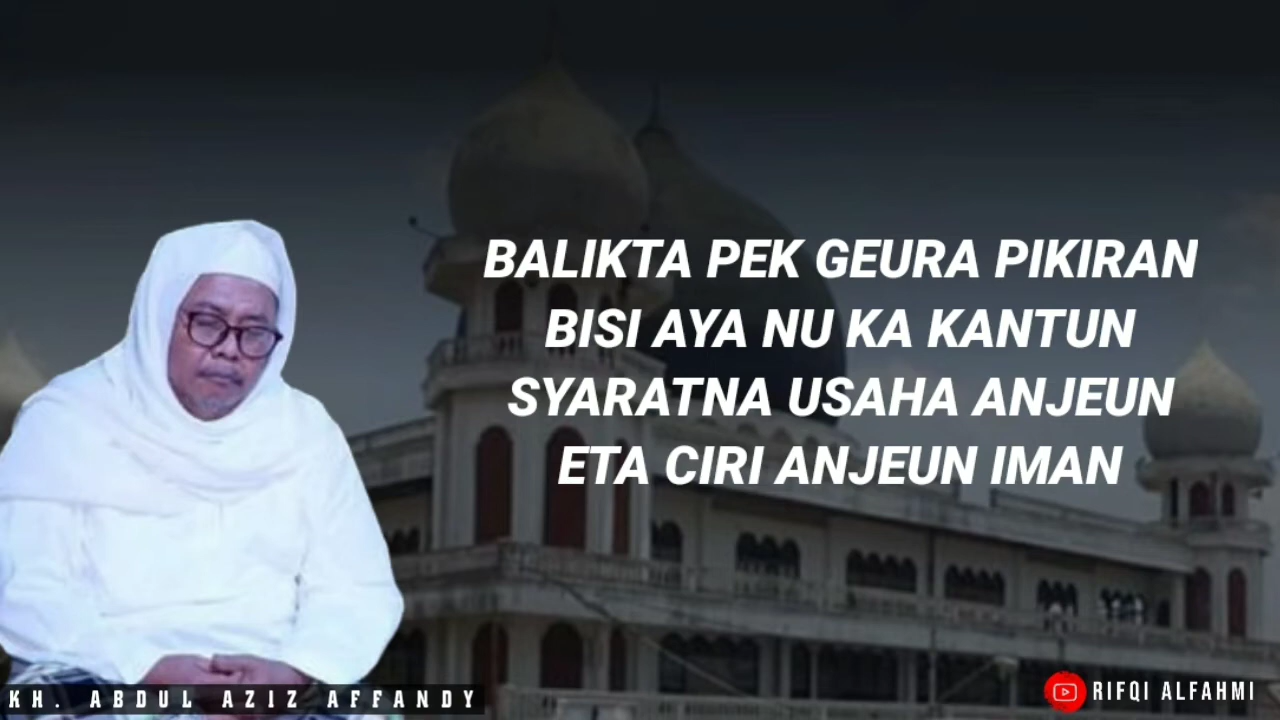 BALIKTA PEK GEURA PIKIRAN
BISI AYA NU KA KANTUN
SYARATNA USAHA ANJEUN
ETA CIRI ANJEUN IMAN
KH. ABDUL AZIZ AFFANDY
RIFQI ALFAHMI